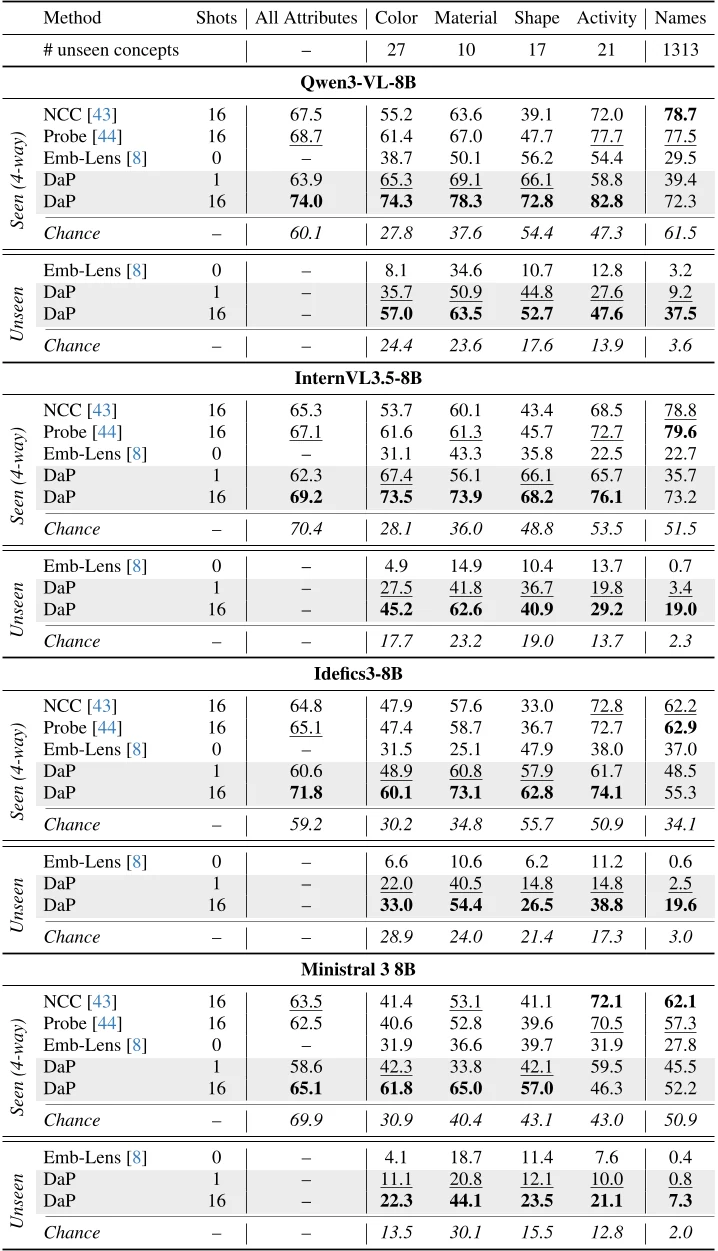 Method Shots All Attributes Color Material Shape Activity Names
# unseen concepts – 27 10 17 21 1313
Qwen3-VL-8B
Seen (4-way)
NCC [43] 16 67.5 55.2 63.6 39.1 72.0 78.7
Probe [44] 16 68.7 61.4 67.0 47.7 77.7 77.5
Emb-Lens [8] 0 – 38.7 50.1 56.2 54.4 29.5
DaP 1 63.9 65.3 69.1 66.1 58.8 39.4
DaP 16 74.0 74.3 78.3 72.8 82.8 72.3
Chance – 60.1 27.8 37.6 54.4 47.3 61.5
Unseen
Emb-Lens [8] 0 – 8.1 34.6 10.7 12.8 3.2
DaP 1 – 35.7 50.9 44.8 27.6 9.2
DaP 16 – 57.0 63.5 52.7 47.6 37.5
Chance – – 24.4 23.6 17.6 13.9 3.6
InternVL3.5-8B
Seen (4-way)
NCC [43] 16 65.3 53.7 60.1 43.4 68.5 78.8
Probe [44] 16 67.1 61.6 61.3 45.7 72.7 79.6
Emb-Lens [8] 0 – 31.1 43.3 35.8 22.5 22.7
DaP 1 62.3 67.4 56.1 66.1 65.7 35.7
DaP 16 69.2 73.5 73.9 68.2 76.1 73.2
Chance – 70.4 28.1 36.0 48.8 53.5 51.5
Unseen
Emb-Lens [8] 0 – 4.9 14.9 10.4 13.7 0.7
DaP 1 – 27.5 41.8 36.7 19.8 3.4
DaP 16 – 45.2 62.6 40.9 29.2 19.0
Chance – – 17.7 23.2 19.0 13.7 2.3
Idefics3-8B
Seen (4-way)
NCC [43] 16 64.8 47.9 57.6 33.0 72.8 62.2
Probe [44] 16 65.1 47.4 58.7 36.7 72.7 62.9
Emb-Lens [8] 0 – 31.5 25.1 47.9 38.0 37.0
DaP 1 60.6 48.9 60.8 57.9 61.7 48.5
DaP 16 71.8 60.1 73.1 62.8 74.1 55.3
Chance – 59.2 30.2 34.8 55.7 50.9 34.1
Unseen
Emb-Lens [8] 0 – 6.6 10.6 6.2 11.2 0.6
DaP 1 – 22.0 40.5 14.8 14.8 2.5
DaP 16 – 33.0 54.4 26.5 38.8 19.6
Chance – – 28.9 24.0 21.4 17.3 3.0
Ministral 3 8B
Seen (4-way)
NCC [43] 16 63.5 41.4 53.1 41.1 72.1 62.1
Probe [44] 16 62.5 40.6 52.8 39.6 70.5 57.3
Emb-Lens [8] 0 – 31.9 36.6 39.7 31.9 27.8
DaP 1 58.6 42.3 33.8 42.1 59.5 45.5
DaP 16 65.1 61.8 65.0 57.0 46.3 52.2
Chance – 69.9 30.9 40.4 43.1 43.0 50.9
Unseen
Emb-Lens [8] 0 – 4.1 18.7 11.4 7.6 0.4
DaP 1 – 11.1 20.8 12.1 10.0 0.8
DaP 16 – 22.3 44.1 23.5 21.1 7.3
Chance – – 13.5 30.1 15.5 12.8 2.0